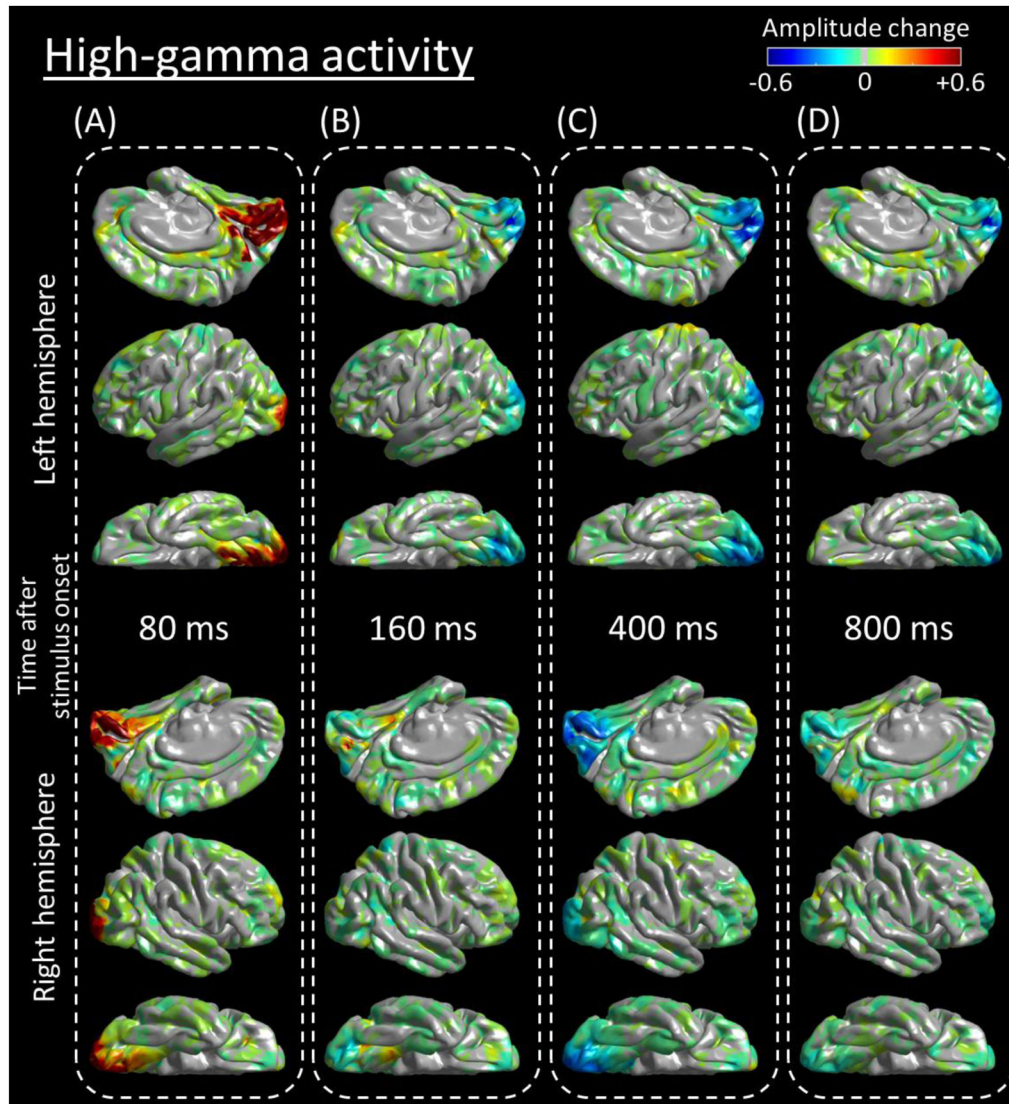 High-gamma activity
Amplitude change
-0.6 0 +0.6
(A) (B) (C) (D)
Left hemisphere
Time after
stimulus onset
80 ms 160 ms 400 ms 800 ms
Right hemisphere